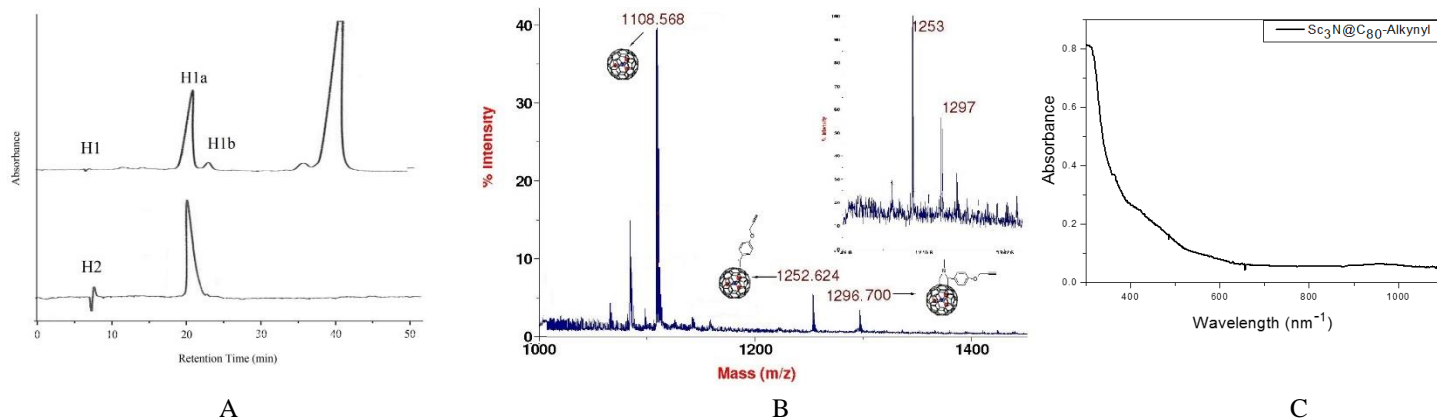 Absorbance
H1
H1a
H1b
H2
0
10
20
30
40
50
Retention Time (min)
A
% Intensity
40
30
20
10
0
1108.568
1252.624
1296.700
1253
1297
1000
1200
1400
Mass (m/z)
B
Sc3N@C80-Alkynyl
Absorbance
0.8
0.6
0.4
0.2
0.0
400
600
800
1000
Wavelength (nm⁻¹)
C